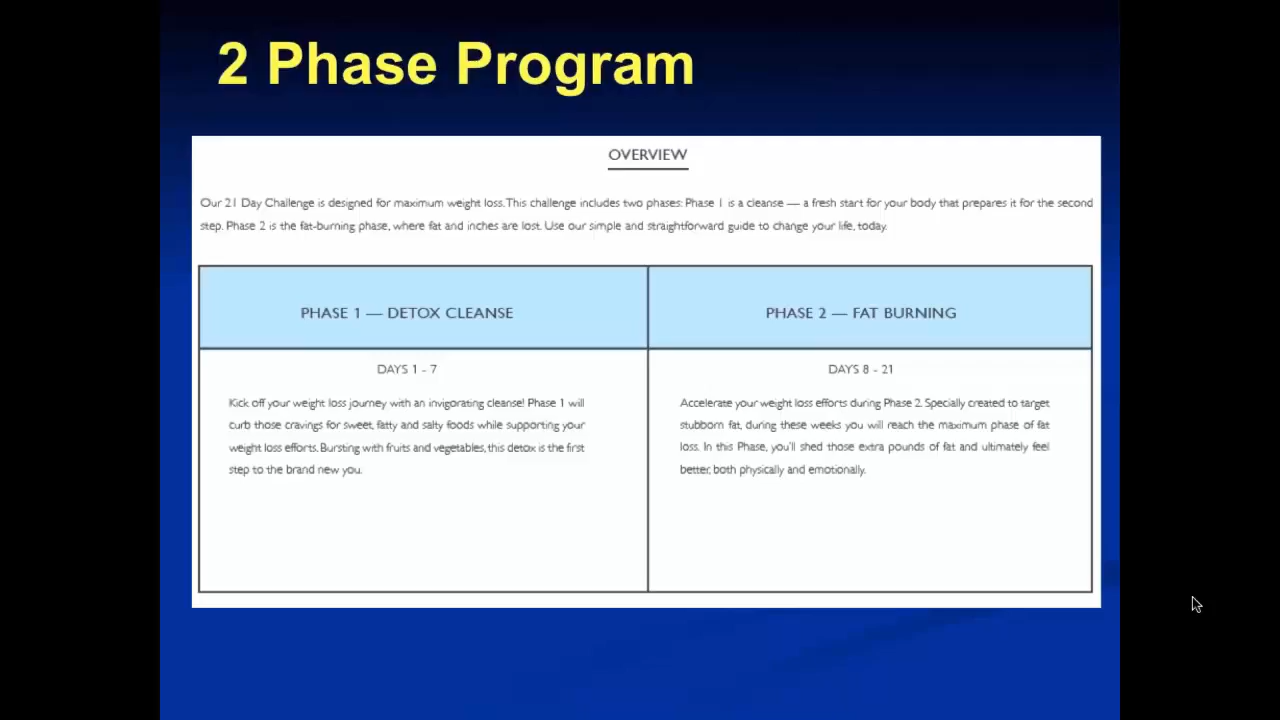 2 Phase Program
OVERVIEW
Our 21 Day Challenge is designed for maximum weight loss. This challenge includes two phases: Phase 1 is a cleanse — a fresh start for your body that prepares it for the second
step. Phase 2 is the fat-burning phase, where fat and inches are lost. Use our simple and straightforward guide to change your life, today.
PHASE 1 — DETOX CLEANSE
DAYS 1 - 7
Kick off your weight loss journey with an invigorating cleanse! Phase 1 will
curb those cravings for sweet, fatty and salty foods while supporting your
weight loss efforts. Bursting with fruits and vegetables, this detox is the first
step to the brand new you.
PHASE 2 — FAT BURNING
DAYS 8 - 21
Accelerate your weight loss efforts during Phase 2. Specially created to target
stubborn fat, during these weeks you will reach the maximum phase of fat
loss. In this Phase, you'll shed those extra pounds of fat and ultimately feel
better, both physically and emotionally.